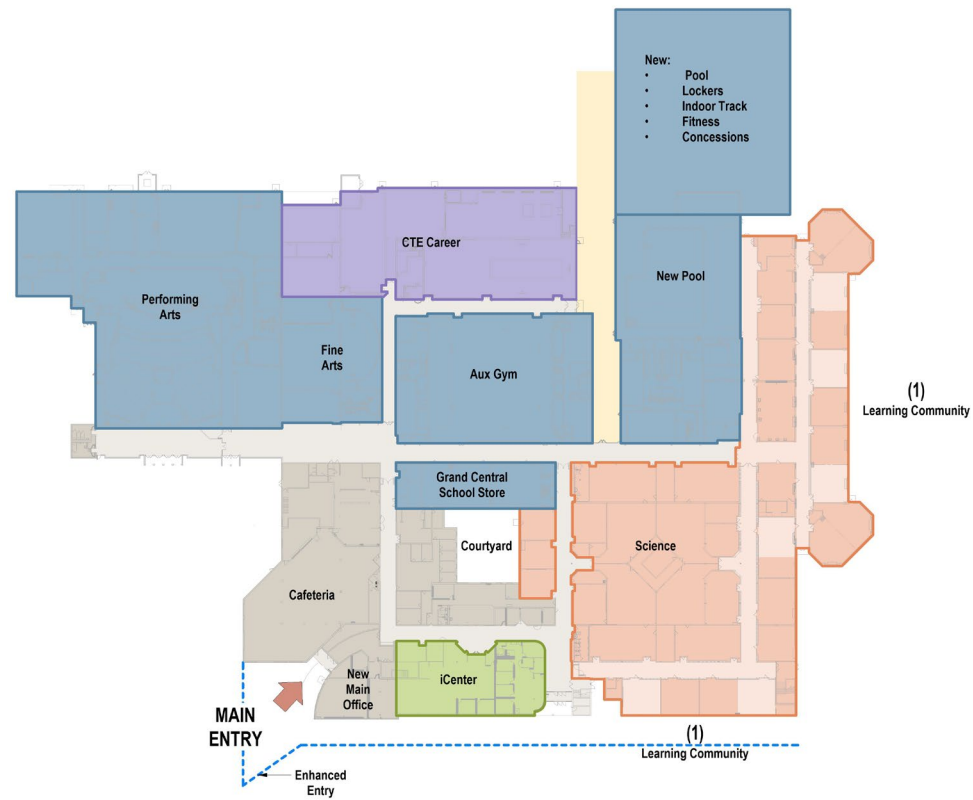 New:
• Pool
• Lockers
• Indoor Track
• Fitness
• Concessions
CTE Career
New Pool
Performing
Arts
Fine
Arts
Aux Gym
(1)
Learning Community
Grand Central
School Store
Courtyard
Science
Cafeteria
iCenter
New
Main
Office
MAIN
ENTRY
(1)
Learning Community
Enhanced
Entry